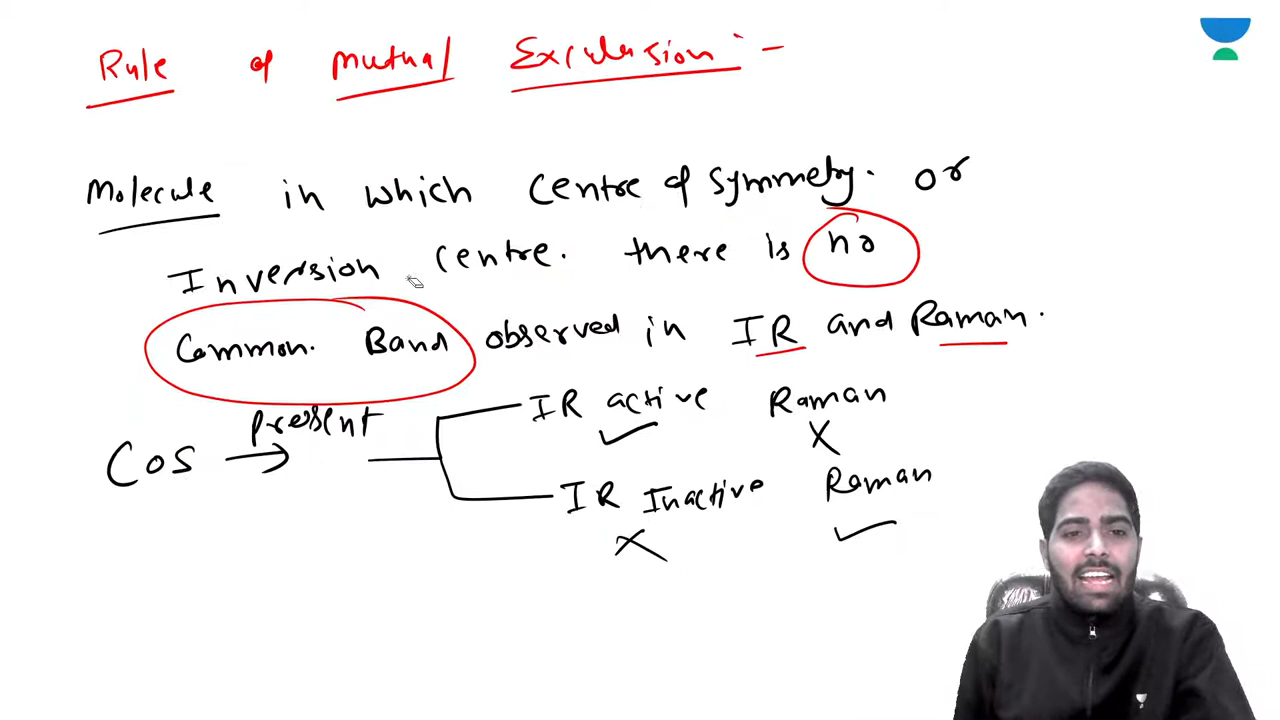 Rule of Mutual Exclusion :-
Molecule in which Centre of Symmetry. or
Inversion Centre. there is no
Common. Band observed in IR and Raman.
COS → present
IR active Raman
IR Inactive Raman